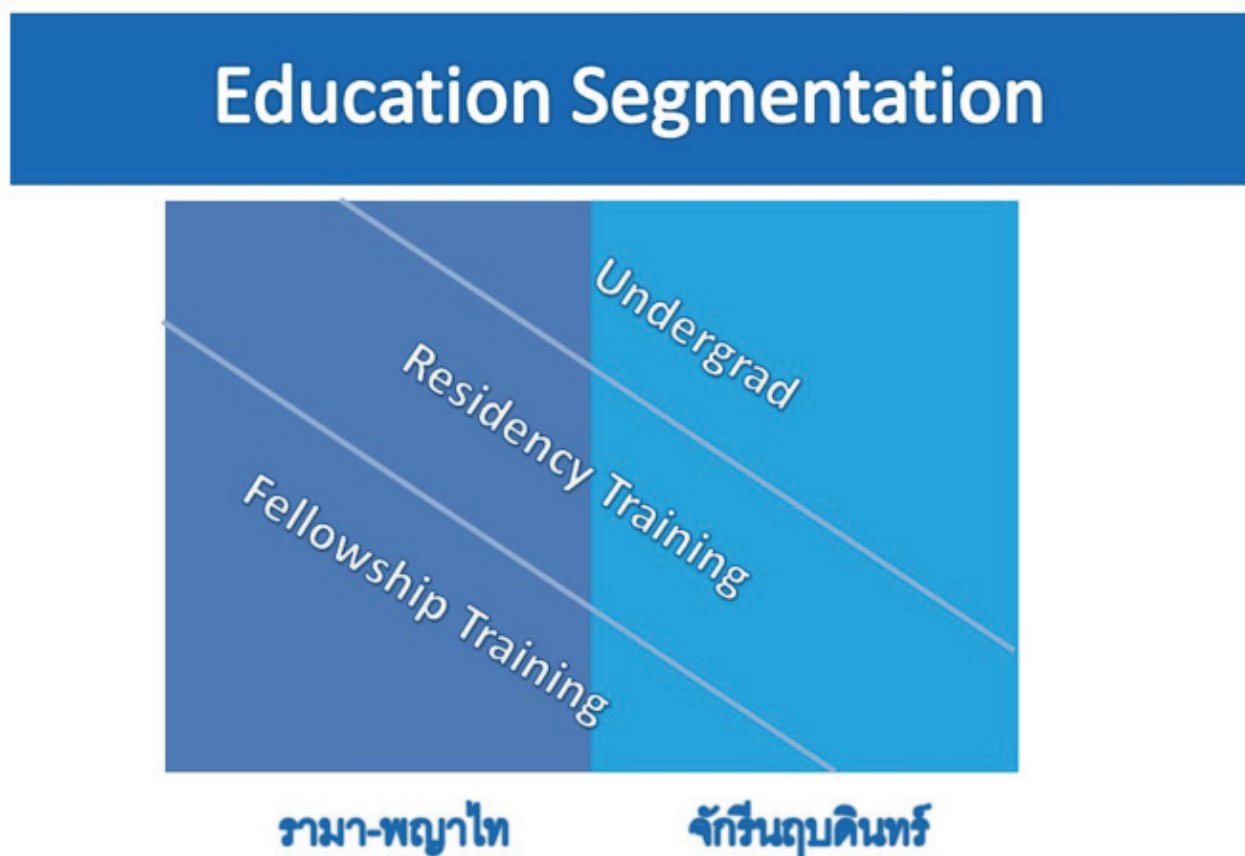 Education Segmentation
Undergrad
Residency Training
Fellowship Training
รามา-พญาไท
จักรีนฤบดินทร์